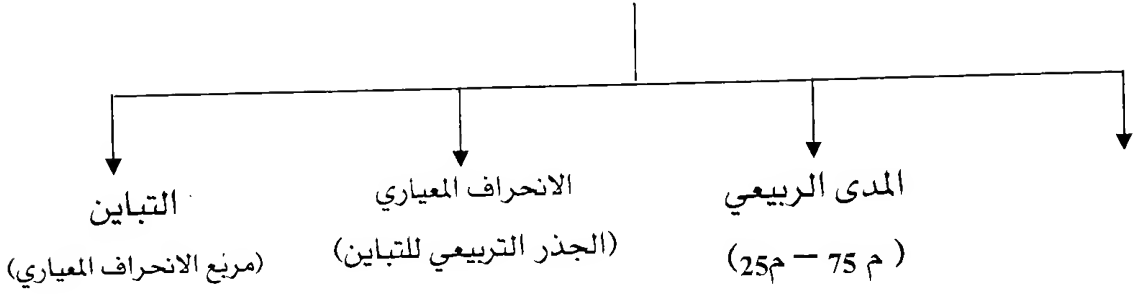 المدى الربيعي
( م 75 – م25)
الانحراف المعياري
(الجذر التربيعي للتباين)
التباين
(مربع الانحراف المعياري)